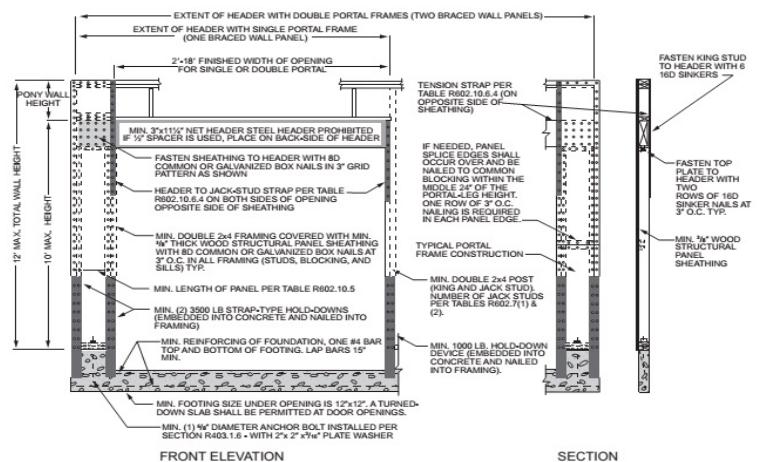 EXTENT OF HEADER WITH DOUBLE PORTAL FRAMES (TWO BRACED WALL PANELS)
EXTENT OF HEADER WITH SINGLE PORTAL FRAME
(ONE BRACED WALL PANEL)
2'-18' FINISHED WIDTH OF OPENING
FOR SINGLE OR DOUBLE PORTAL
PONY WALL
HEIGHT
12' MAX. TOTAL WALL HEIGHT
10' MAX. HEIGHT
MIN. 3"x11¼" NET HEADER STEEL HEADER PROHIBITED
IF ½" SPACER IS USED, PLACE ON BACK-SIDE OF HEADER
FASTEN SHEATHING TO HEADER WITH 8D
COMMON OR GALVANIZED BOX NAILS IN 3" GRID
PATTERN AS SHOWN
HEADER TO JACK-STUD STRAP PER TABLE
R602.10.6.4 ON BOTH SIDES OF OPENING
OPPOSITE SIDE OF SHEATHING
MIN. DOUBLE 2x4 FRAMING COVERED WITH MIN.
³/₈" THICK WOOD STRUCTURAL PANEL SHEATHING
WITH 8D COMMON OR GALVANIZED BOX NAILS AT
3" O.C. IN ALL FRAMING (STUDS, BLOCKING, AND
SILLS) TYP.
MIN. LENGTH OF PANEL PER TABLE R602.10.5
MIN. (2) 3500 LB STRAP-TYPE HOLD-DOWNS
(EMBEDDED INTO CONCRETE AND NAILED INTO
FRAMING)
MIN. REINFORCING OF FOUNDATION, ONE #4 BAR
TOP AND BOTTOM OF FOOTING. LAP BARS 15"
MIN.
MIN. FOOTING SIZE UNDER OPENING IS 12"x12". A TURNED-
DOWN SLAB SHALL BE PERMITTED AT DOOR OPENINGS.
MIN. (1) ⁵/₈" DIAMETER ANCHOR BOLT INSTALLED PER
SECTION R403.1.6 - WITH 2"x 2" x³/₁₆" PLATE WASHER
FRONT ELEVATION
TENSION STRAP PER
TABLE R602.10.6.4 (ON
OPPOSITE SIDE OF
SHEATHING)
IF NEEDED, PANEL
SPLICE EDGES SHALL
OCCUR OVER AND BE
NAILED TO COMMON
BLOCKING WITHIN THE
MIDDLE 24" OF THE
PORTAL-LEG HEIGHT.
ONE ROW OF 3" O.C.
NAILING IS REQUIRED
IN EACH PANEL EDGE.
TYPICAL PORTAL
FRAME CONSTRUCTION
MIN. DOUBLE 2x4 POST
(KING AND JACK STUD).
NUMBER OF JACK STUDS
PER TABLES R602.7(1) &
(2).
MIN. 1000 LB. HOLD-DOWN
DEVICE (EMBEDDED INTO
CONCRETE AND NAILED
INTO FRAMING).
FASTEN KING STUD
TO HEADER WITH 6
16D SINKERS
FASTEN TOP
PLATE TO
HEADER WITH
TWO
ROWS OF 16D
SINKER NAILS AT
3" O.C. TYP.
MIN. ³/₈" WOOD
STRUCTURAL
PANEL
SHEATHING
SECTION